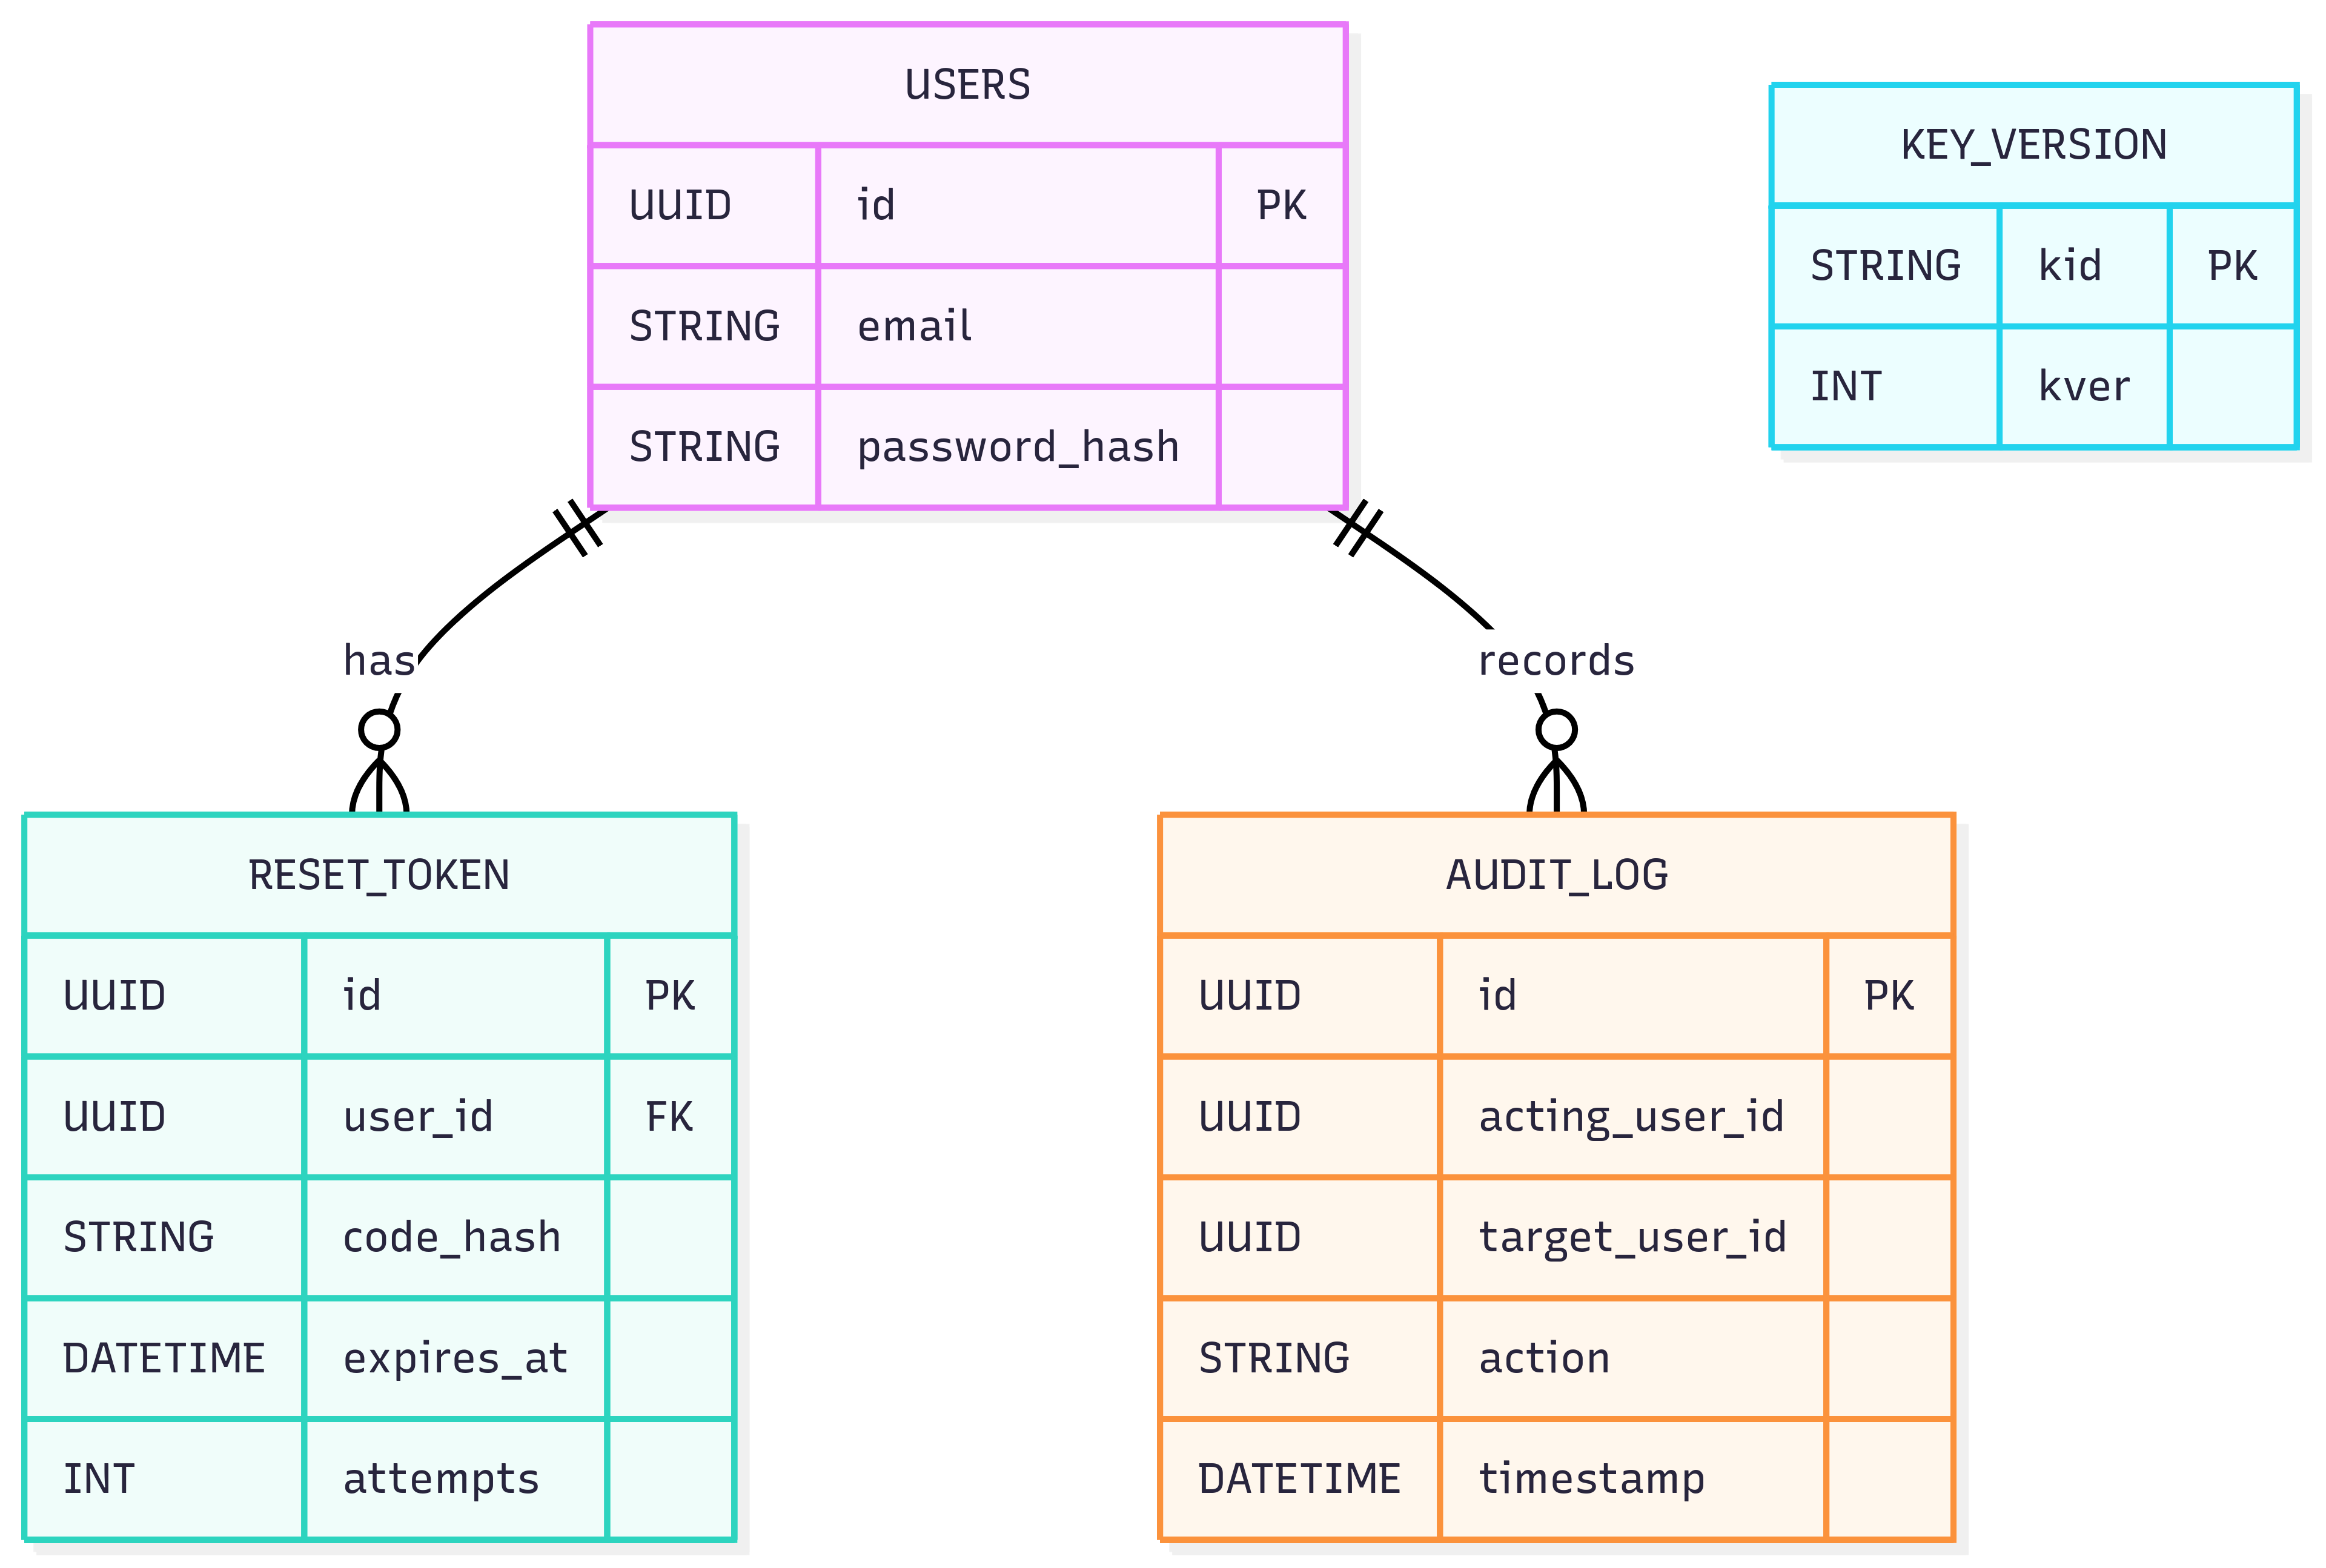 USERS
UUID id PK
STRING email
STRING password_hash
KEY_VERSION
STRING kid PK
INT kver
has
records
RESET_TOKEN
UUID id PK
UUID user_id FK
STRING code_hash
DATETIME expires_at
INT attempts
AUDIT_LOG
UUID id PK
UUID acting_user_id
UUID target_user_id
STRING action
DATETIME timestamp